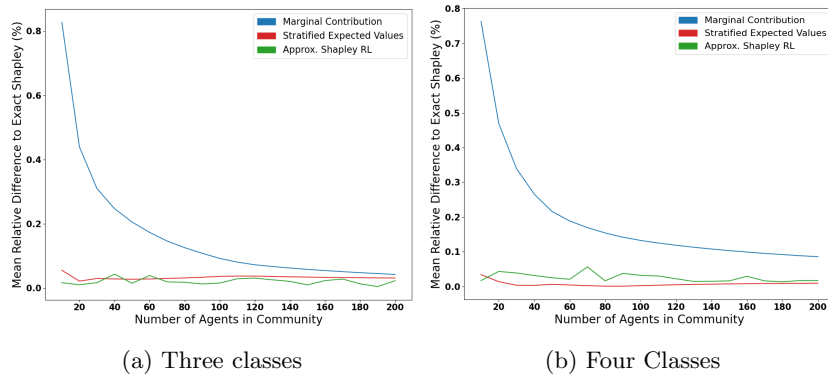 Mean Relative Difference to Exact Shapley (%)
0.8
0.6
0.4
0.2
0.0
Marginal Contribution
Stratified Expected Values
Approx. Shapley RL
20 40 60 80 100 120 140 160 180 200
Number of Agents in Community
(a) Three classes
Mean Relative Difference to Exact Shapley (%)
0.8
0.7
0.6
0.5
0.4
0.3
0.2
0.1
0.0
Marginal Contribution
Stratified Expected Values
Approx. Shapley RL
20 40 60 80 100 120 140 160 180 200
Number of Agents in Community
(b) Four Classes